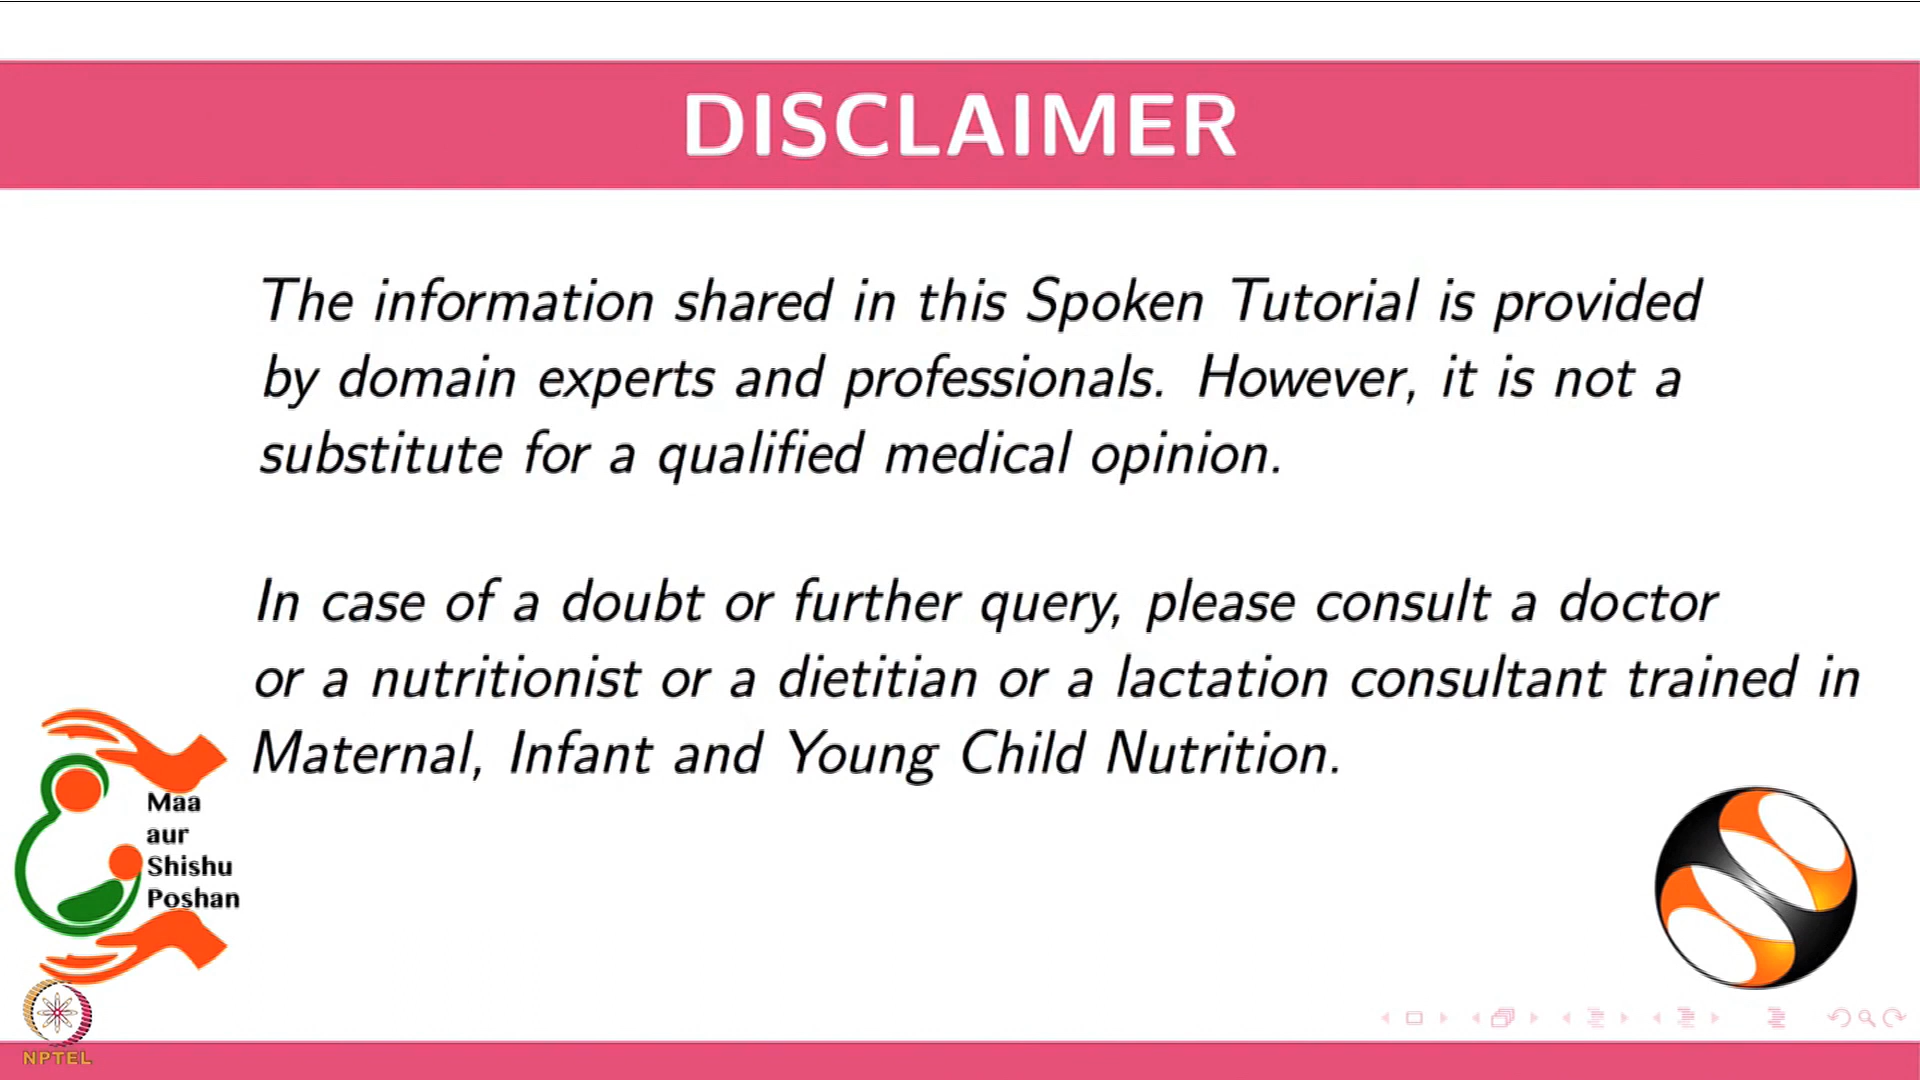 DISCLAIMER
The information shared in this Spoken Tutorial is provided
by domain experts and professionals. However, it is not a
substitute for a qualified medical opinion.
In case of a doubt or further query, please consult a doctor
or a nutritionist or a dietitian or a lactation consultant trained in
Maternal, Infant and Young Child Nutrition.
Maa
aur
Shishu
Poshan
NPTEL